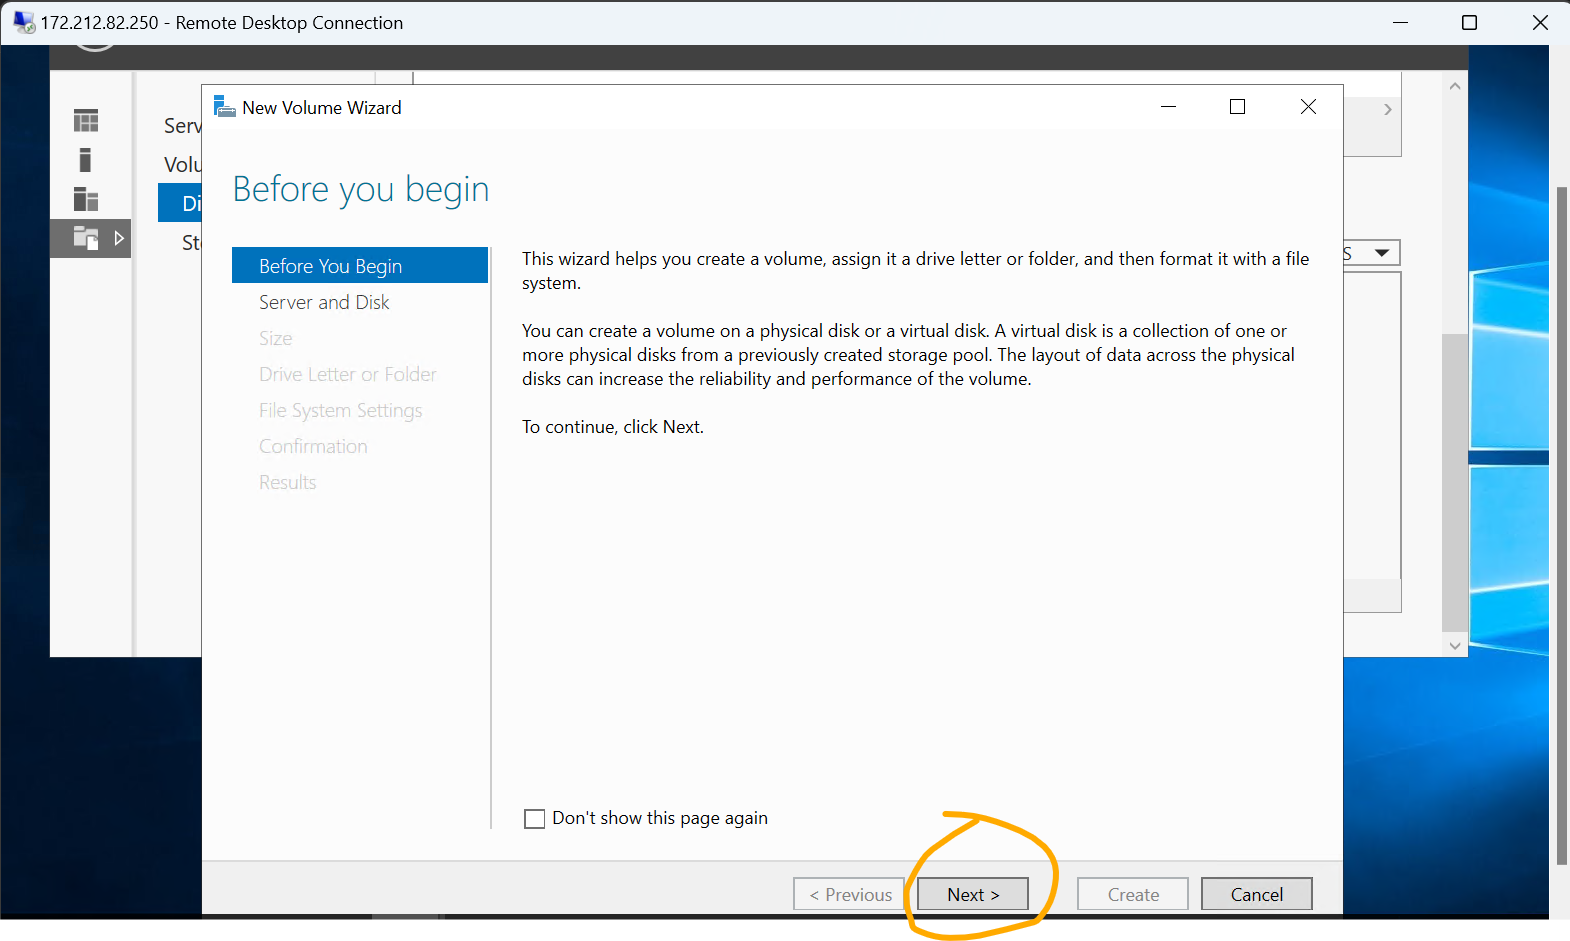 172.212.82.250 - Remote Desktop Connection
New Volume Wizard
Before you begin
Before You Begin
Server and Disk
Size
Drive Letter or Folder
File System Settings
Confirmation
Results
This wizard helps you create a volume, assign it a drive letter or folder, and then format it with a file
system.
You can create a volume on a physical disk or a virtual disk. A virtual disk is a collection of one or
more physical disks from a previously created storage pool. The layout of data across the physical
disks can increase the reliability and performance of the volume.
To continue, click Next.
Don't show this page again
< Previous
Next >
Create
Cancel